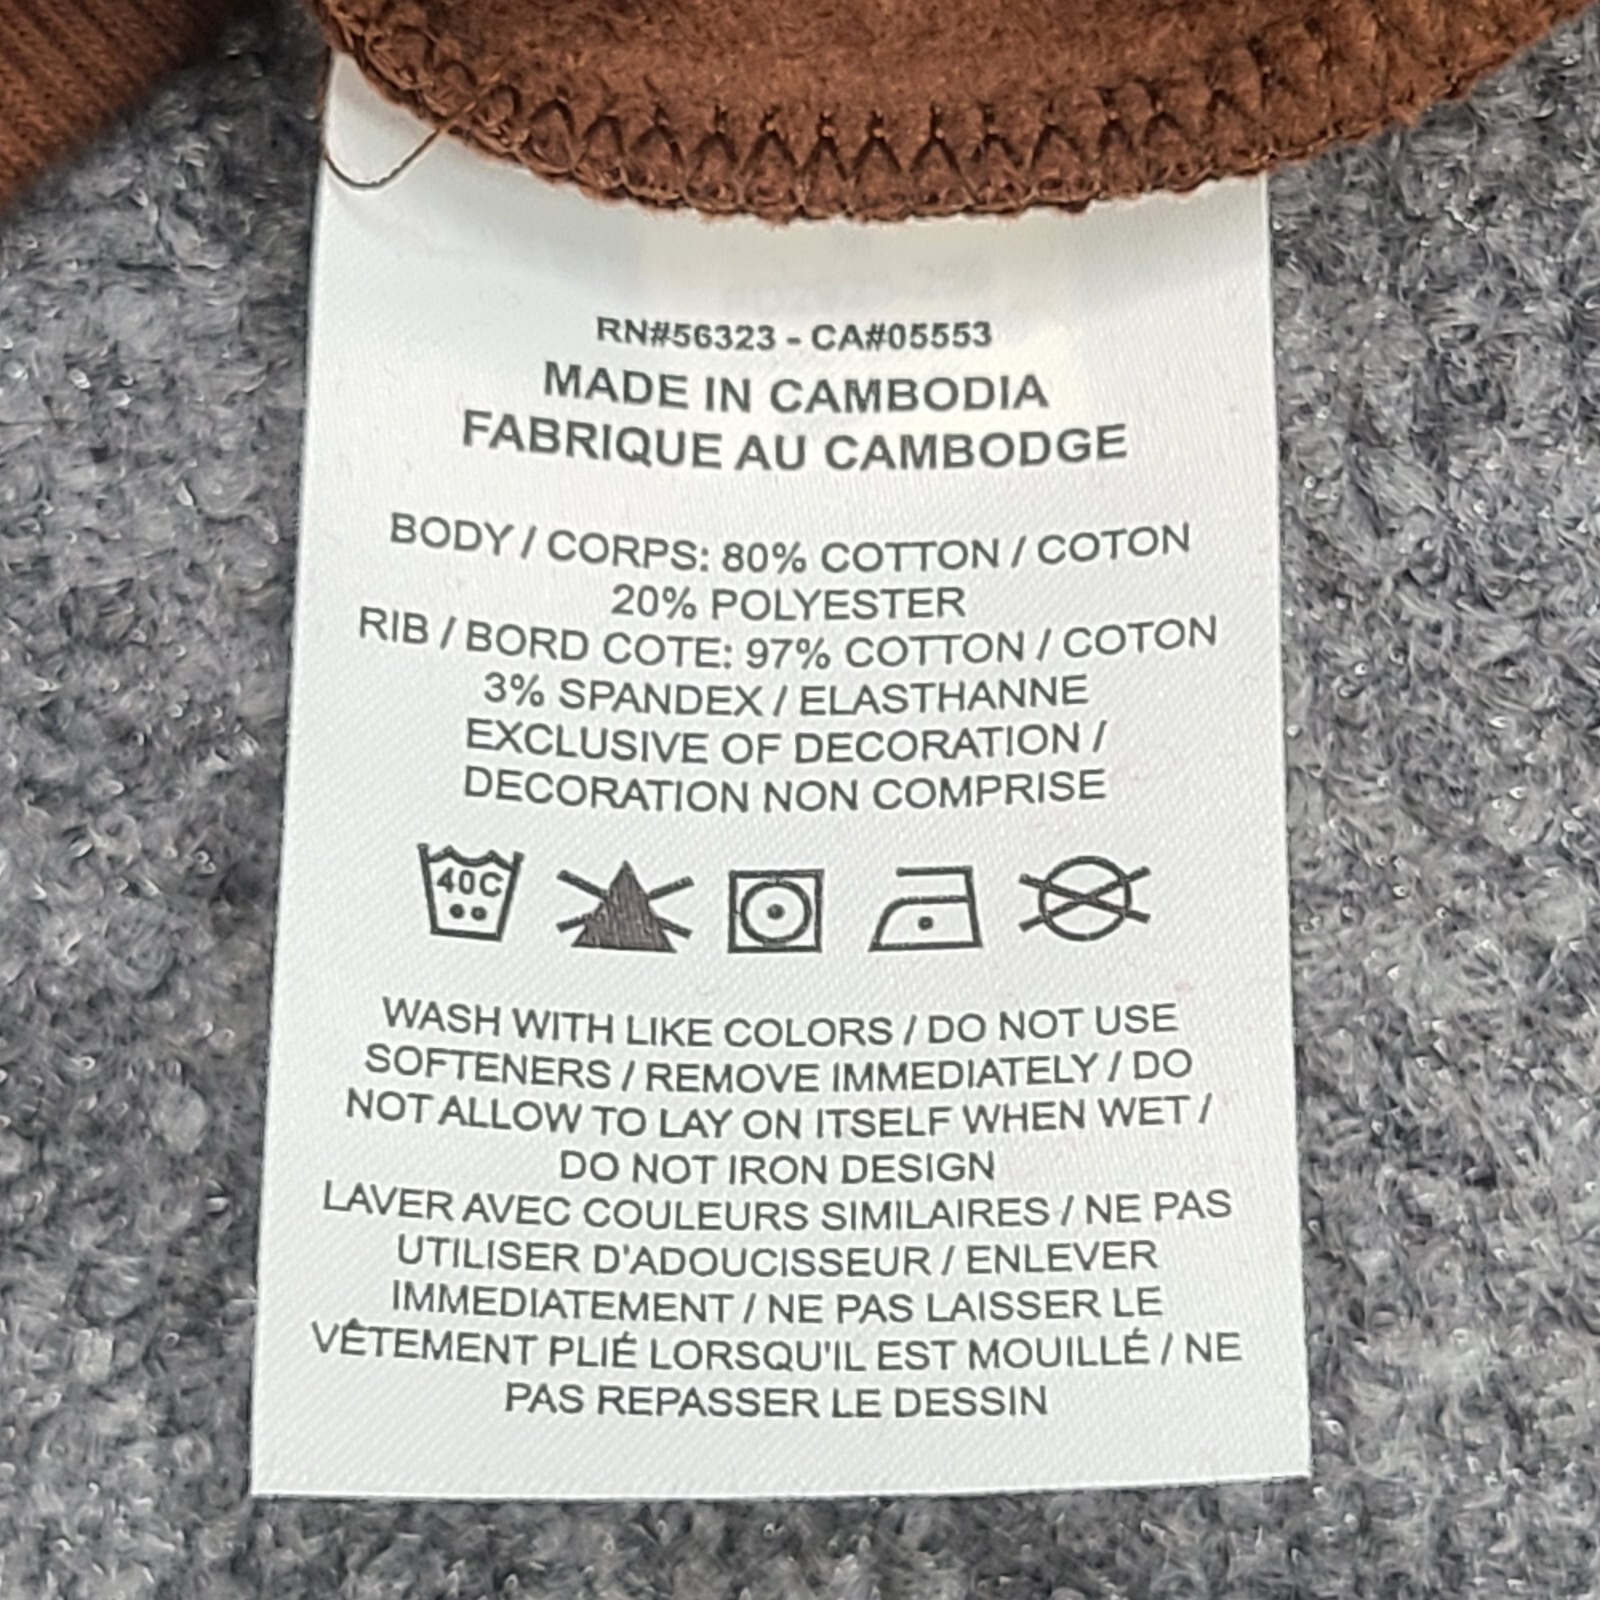 RN#56323 - CA#05553
MADE IN CAMBODIA
FABRIQUE AU CAMBODGE
BODY / CORPS: 80% COTTON / COTON
20% POLYESTER
RIB / BORD COTE: 97% COTTON / COTON
3% SPANDEX / ELASTHANNE
EXCLUSIVE OF DECORATION /
DECORATION NON COMPRISE
40C
WASH WITH LIKE COLORS / DO NOT USE
SOFTENERS / REMOVE IMMEDIATELY / DO
NOT ALLOW TO LAY ON ITSELF WHEN WET /
DO NOT IRON DESIGN
LAVER AVEC COULEURS SIMILAIRES / NE PAS
UTILISER D'ADOUCISSEUR / ENLEVER
IMMEDIATEMENT / NE PAS LAISSER LE
VÊTEMENT PLIÉ LORSQU'IL EST MOUILLÉ / NE
PAS REPASSER LE DESSIN